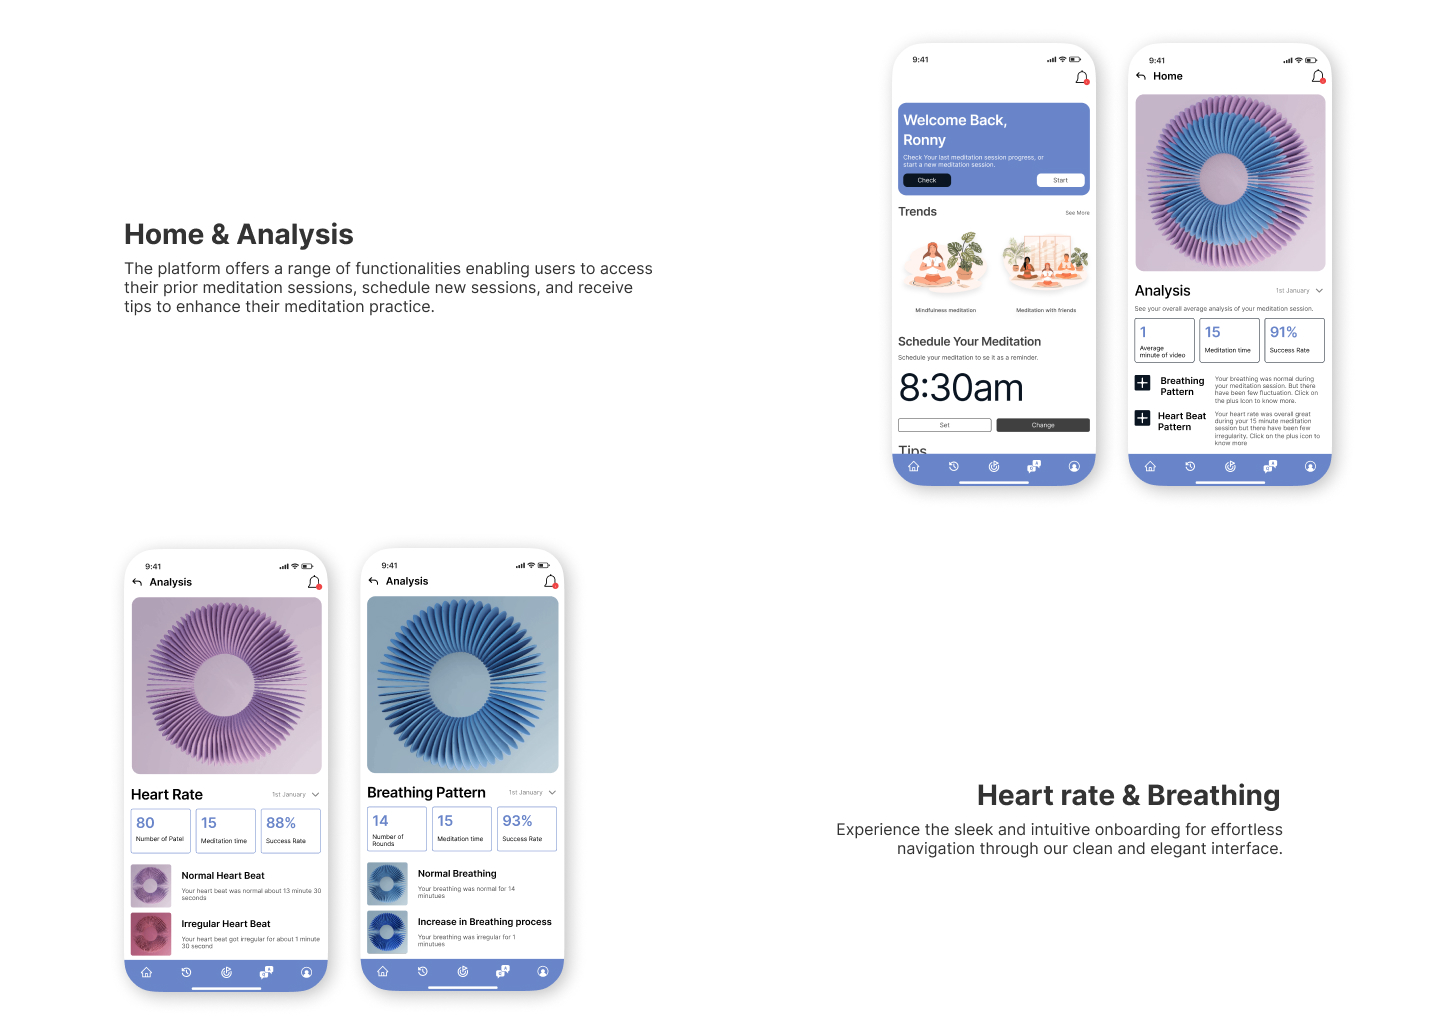 Home & Analysis
The platform offers a range of functionalities enabling users to access
their prior meditation sessions, schedule new sessions, and receive
tips to enhance their meditation practice.
9:41
Welcome Back,
Ronny
Check Your last meditation session progress, or
start a new meditation session.
Check
Start
Trends
See More
Mindfulness meditation
Meditation with friends
Schedule Your Meditation
Schedule your meditation to se it as a reminder.
8:30am
Set
Change
Tips
9:41
Home
Analysis
1st January
See your overall average analysis of your meditation session.
1
Average
minute of video
15
Meditation time
91%
Success Rate
Breathing
Pattern
Your breathing was normal during
your meditation session. But there
have been few fluctuation. Click on
the plus Icon to know more.
Heart Beat
Pattern
Your heart rate was overall great
during your 15 minute meditation
session but there have been few
irregularity. Click on the plus icon to
know more
9:41
Analysis
Heart Rate
1st January
80
Number of Patel
15
Meditation time
88%
Success Rate
Normal Heart Beat
Your heart beat was normal about 13 minute 30
seconds
Irregular Heart Beat
Your heart beat got irregular for about 1 minute
30 second
9:41
Analysis
Breathing Pattern
1st January
14
Number of
Rounds
15
Meditation time
93%
Success Rate
Normal Breathing
Your breathing was normal for 14
minutues
Increase in Breathing process
Your breathing was irregular for 1
minutues
Heart rate & Breathing
Experience the sleek and intuitive onboarding for effortless
navigation through our clean and elegant interface.